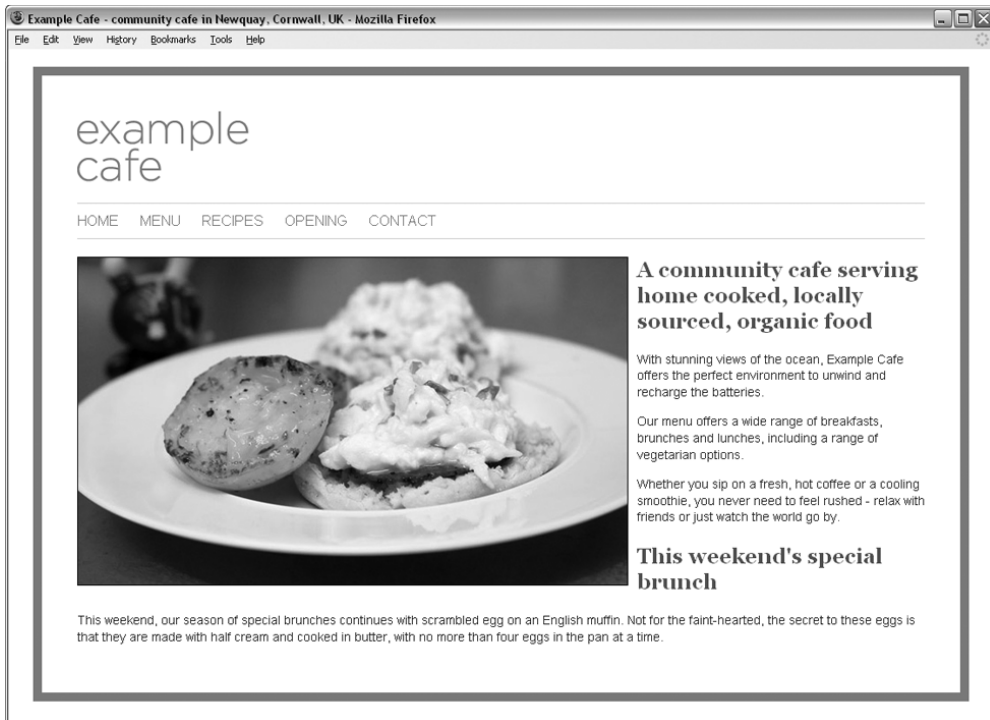 Example Cafe - community cafe in Newquay, Cornwall, UK - Mozilla Firefox
File Edit View History Bookmarks Tools Help
example
cafe
HOME MENU RECIPES OPENING CONTACT
A community cafe serving
home cooked, locally
sourced, organic food
With stunning views of the ocean, Example Cafe
offers the perfect environment to unwind and
recharge the batteries.
Our menu offers a wide range of breakfasts,
brunches and lunches, including a range of
vegetarian options.
Whether you sip on a fresh, hot coffee or a cooling
smoothie, you never need to feel rushed - relax with
friends or just watch the world go by.
This weekend's special
brunch
This weekend, our season of special brunches continues with scrambled egg on an English muffin. Not for the faint-hearted, the secret to these eggs is
that they are made with half cream and cooked in butter, with no more than four eggs in the pan at a time.